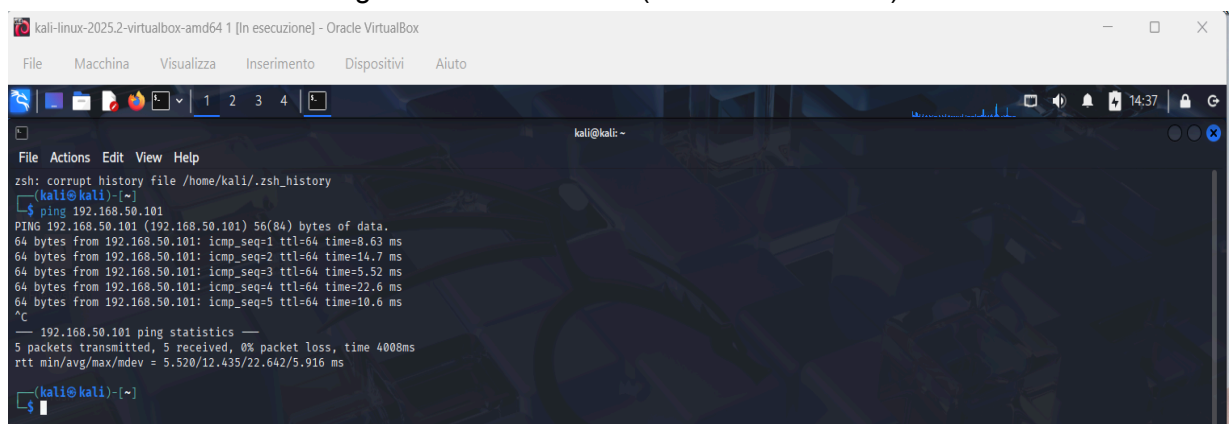 kali-linux-2025.2-virtualbox-amd64 1 [In esecuzione] - Oracle VirtualBox
File Macchina Visualizza Inserimento Dispositivi Aiuto
1 2 3 4 14:37
kali@kali: ~
File Actions Edit View Help
zsh: corrupt history file /home/kali/.zsh_history
┌──(kali㉿kali)-[~]
└─$ ping 192.168.50.101
PING 192.168.50.101 (192.168.50.101) 56(84) bytes of data.
64 bytes from 192.168.50.101: icmp_seq=1 ttl=64 time=8.63 ms
64 bytes from 192.168.50.101: icmp_seq=2 ttl=64 time=14.7 ms
64 bytes from 192.168.50.101: icmp_seq=3 ttl=64 time=5.52 ms
64 bytes from 192.168.50.101: icmp_seq=4 ttl=64 time=22.6 ms
64 bytes from 192.168.50.101: icmp_seq=5 ttl=64 time=10.6 ms
^C
— 192.168.50.101 ping statistics —
5 packets transmitted, 5 received, 0% packet loss, time 4008ms
rtt min/avg/max/mdev = 5.520/12.435/22.642/5.916 ms
┌──(kali㉿kali)-[~]
└─$